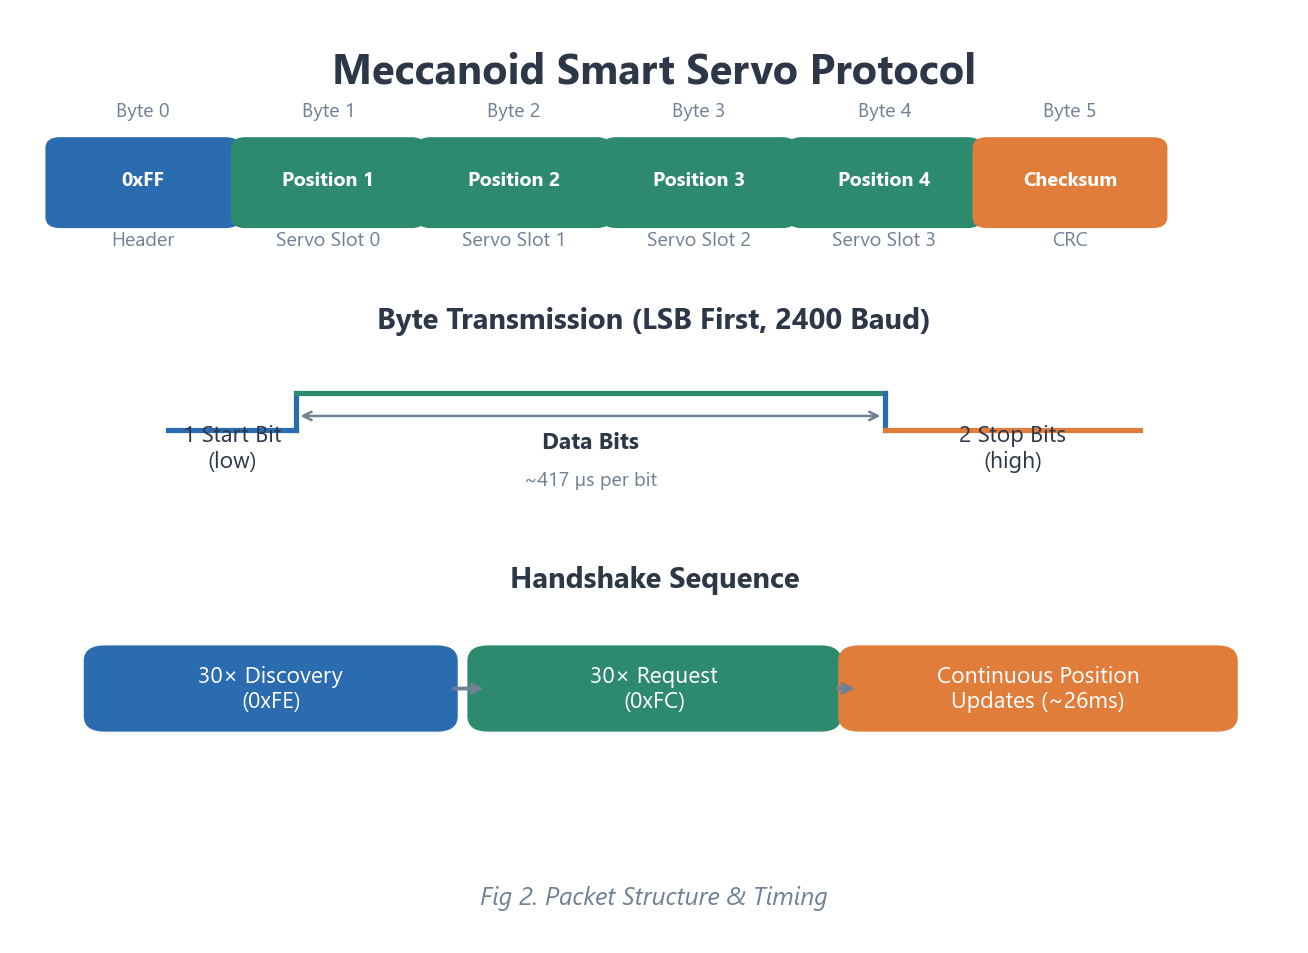 Meccanoid Smart Servo Protocol
Byte 0 Byte 1 Byte 2 Byte 3 Byte 4 Byte 5
0xFF Position 1 Position 2 Position 3 Position 4 Checksum
Header Servo Slot 0 Servo Slot 1 Servo Slot 2 Servo Slot 3 CRC
Byte Transmission (LSB First, 2400 Baud)
1 Start Bit
(low)
Data Bits
~417 µs per bit
2 Stop Bits
(high)
Handshake Sequence
30× Discovery
(0xFE)
30× Request
(0xFC)
Continuous Position
Updates (~26ms)
Fig 2. Packet Structure & Timing